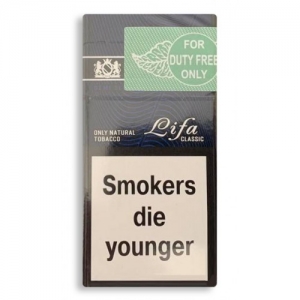 FOR
DUTY FREE
ONLY
ONLY NATURAL
TOBACCO
Lifa
CLASSIC
Smokers
die
younger